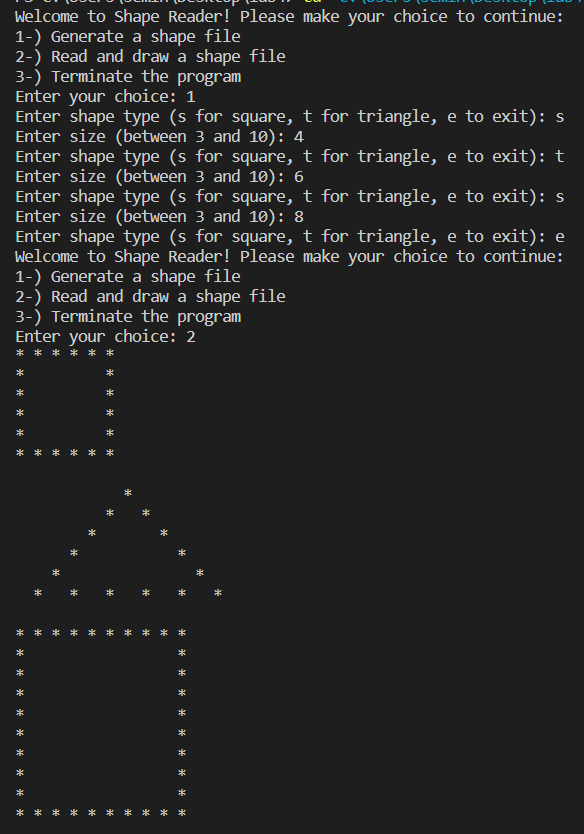 Welcome to Shape Reader! Please make your choice to continue:
1-) Generate a shape file
2-) Read and draw a shape file
3-) Terminate the program
Enter your choice: 1
Enter shape type (s for square, t for triangle, e to exit): s
Enter size (between 3 and 10): 4
Enter shape type (s for square, t for triangle, e to exit): t
Enter size (between 3 and 10): 6
Enter shape type (s for square, t for triangle, e to exit): s
Enter size (between 3 and 10): 8
Enter shape type (s for square, t for triangle, e to exit): e
Welcome to Shape Reader! Please make your choice to continue:
1-) Generate a shape file
2-) Read and draw a shape file
3-) Terminate the program
Enter your choice: 2
* * * * * *
*         *
*         *
*         *
*         *
* * * * * *

            *
          *   *
        *       *
      *           *
    *               *
  *   *   *   *   *   *

* * * * * * * * * *
*                 *
*                 *
*                 *
*                 *
*                 *
*                 *
*                 *
*                 *
* * * * * * * * * *